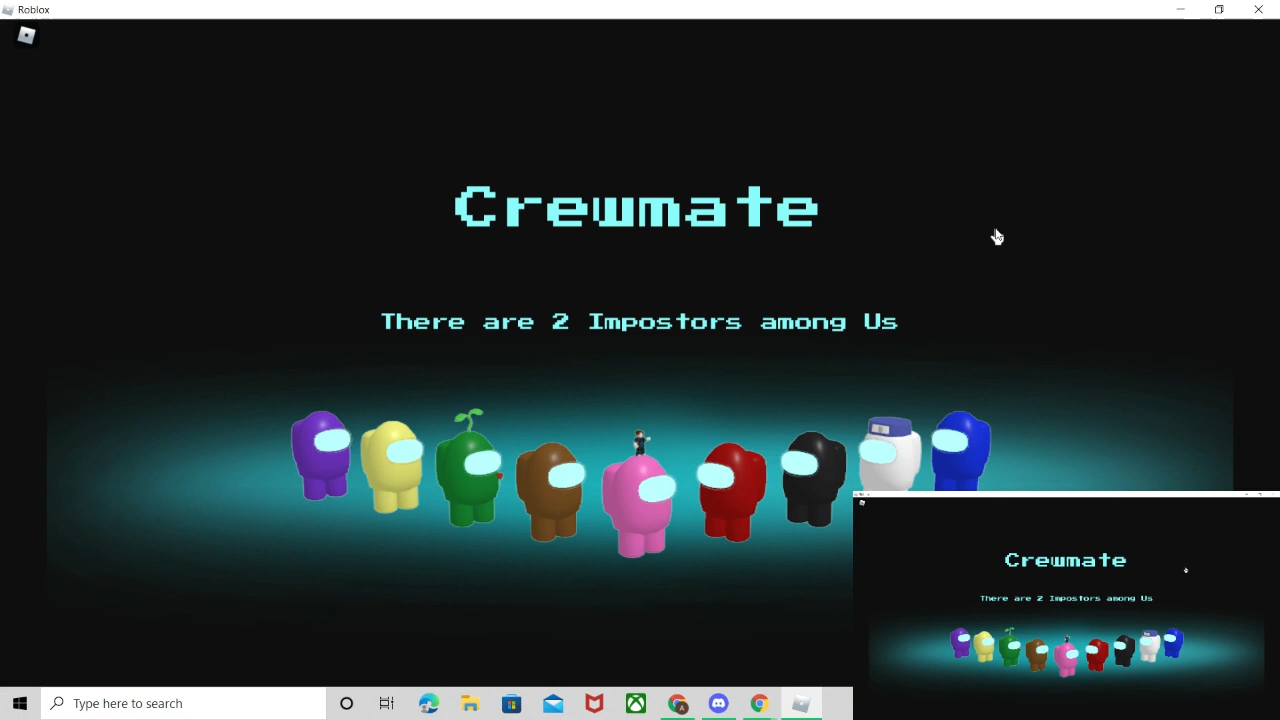 Roblox
Crewmate
There are 2 Impostors among Us
Crewmate
There are 2 Impostors among Us
Type here to search